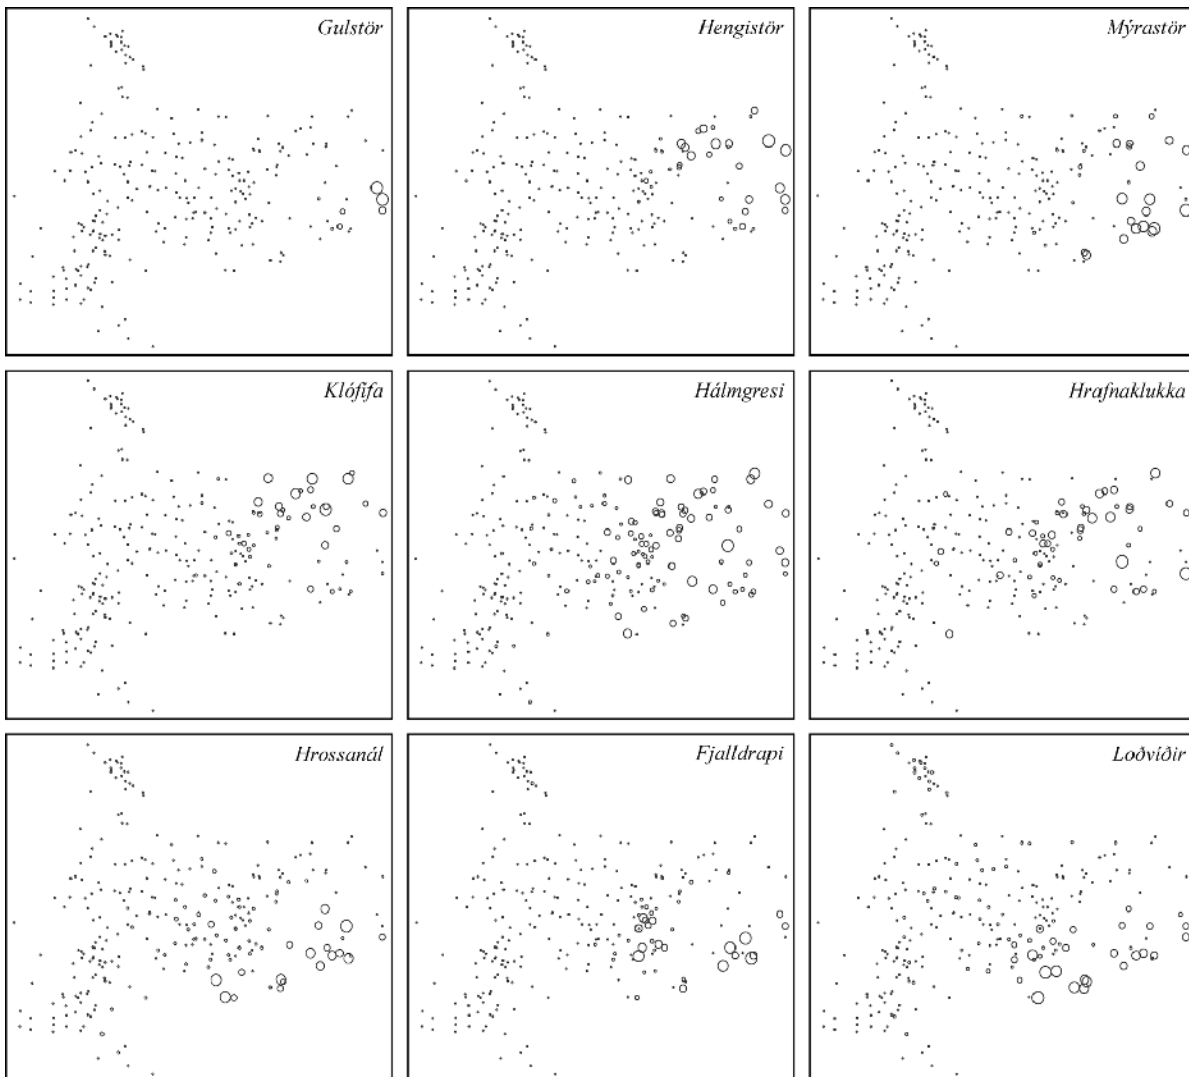 Gulstör
Hengistör
Mýrastör
Klófífa
Hálmgresi
Hrafnaklukka
Hrossanál
Fjalldrapi
Loðvíðir